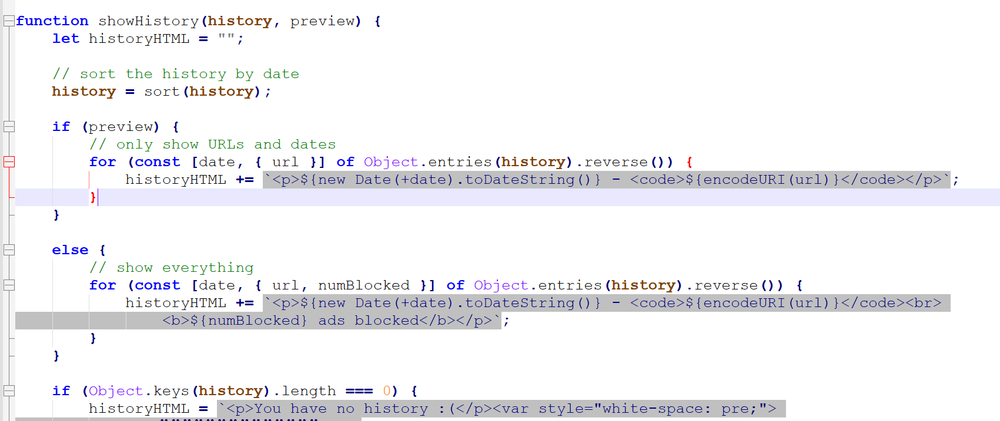 function showHistory(history, preview) {
    let historyHTML = "";
    // sort the history by date
    history = sort(history);
    if (preview) {
        // only show URLs and dates
        for (const [date, { url }] of Object.entries(history).reverse()) {
            historyHTML += `<p>${new Date(+date).toDateString()} - <code>${encodeURI(url)}</code></p>`;
        }
    }
    else {
        // show everything
        for (const [date, { url, numBlocked }] of Object.entries(history).reverse()) {
            historyHTML += `<p>${new Date(+date).toDateString()} - <code>${encodeURI(url)}</code><br>
                <b>${numBlocked} ads blocked</b></p>`;
        }
    }
    if (Object.keys(history).length === 0) {
        historyHTML = `<p>You have no history :(</p><var style="white-space: pre;">